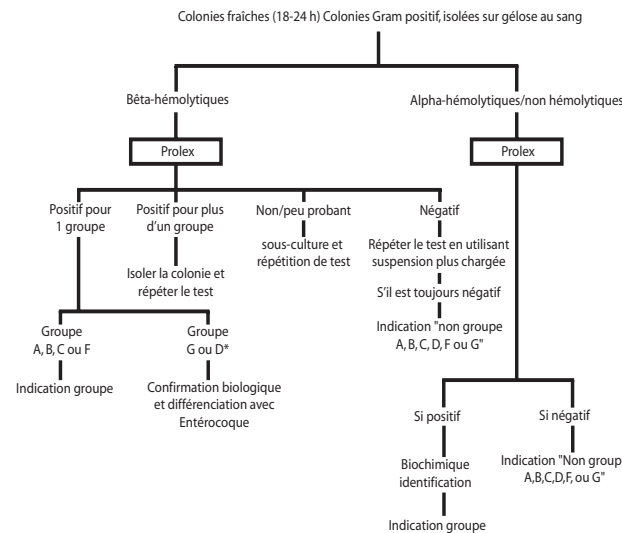 Colonies fraîches (18-24 h) Colonies Gram positif, isolées sur gélose au sang
Bêta-hémolytiques
Alpha-hémolytiques/non hémolytiques
Prolex
Prolex
Positif pour
1 groupe
Positif pour plus
d'un groupe
Non/peu probant
Négatif
Isoler la colonie et
répéter le test
sous-culture et
répétition de test
Répéter le test en utilisant
suspension plus chargée
S'il est toujours négatif
Indication "non groupe
A, B, C, D, F ou G"
Groupe
A, B, C ou F
Groupe
G ou D*
Indication groupe
Confirmation biologique
et différenciation avec
Entérocoque
Si positif
Si négatif
Biochimique
identification
Indication "Non group
A,B,C,D,F, ou G"
Indication groupe